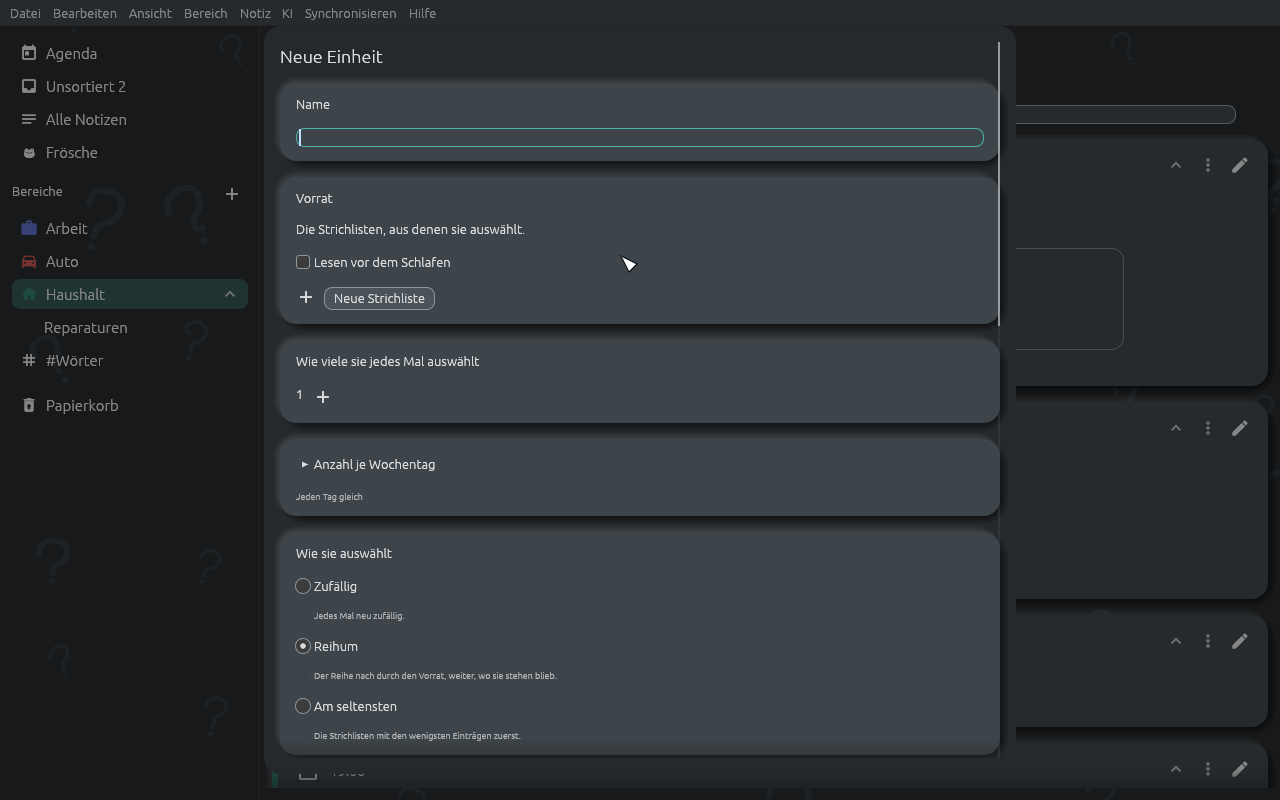 Datei Bearbeiten Ansicht Bereich Notiz KI Synchronisieren Hilfe
Agenda
Unsortiert 2
Alle Notizen
Frösche
Bereiche
Arbeit
Auto
Haushalt
Reparaturen
#Wörter
Papierkorb
Neue Einheit
Name
Vorrat
Die Strichlisten, aus denen sie auswählt.
Lesen vor dem Schlafen
Neue Strichliste
Wie viele sie jedes Mal auswählt
1
Anzahl je Wochentag
Jeden Tag gleich
Wie sie auswählt
Zufällig
Jedes Mal neu zufällig.
Reihum
Der Reihe nach durch den Vorrat, weiter, wo sie stehen blieb.
Am seltensten
Die Strichlisten mit den wenigsten Einträgen zuerst.